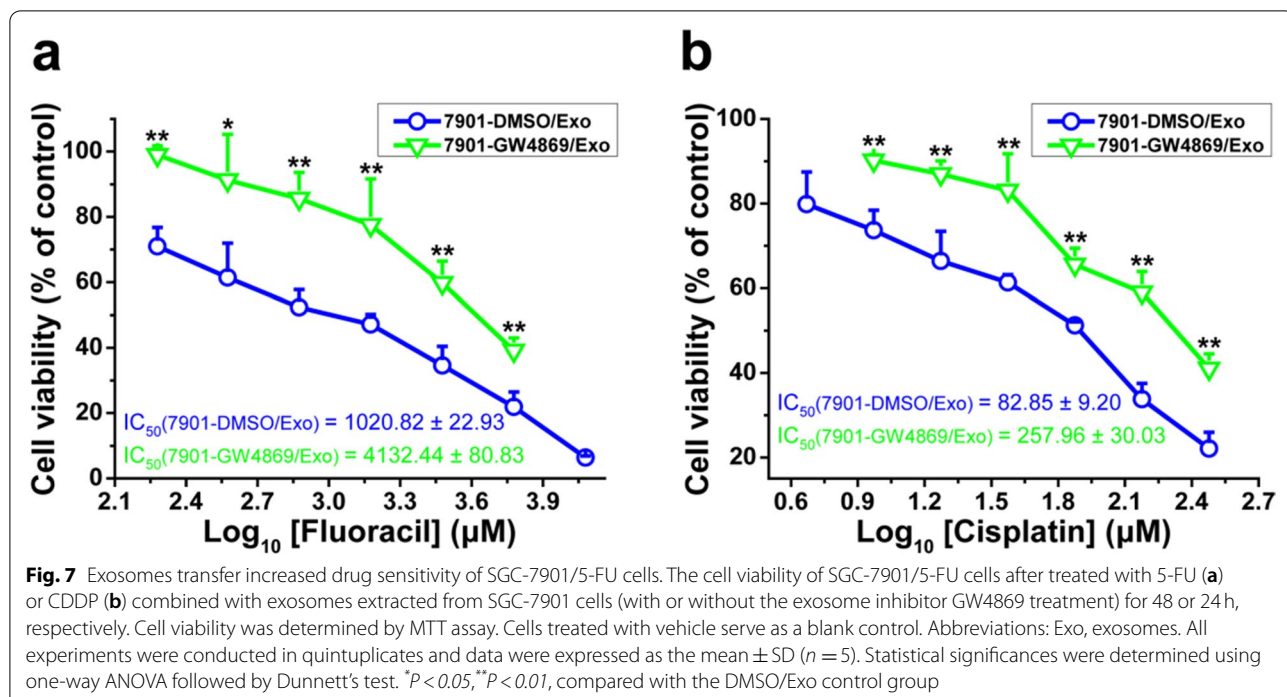 a
b
7901-DMSO/Exo
7901-GW4869/Exo
7901-DMSO/Exo
7901-GW4869/Exo
Cell viability (% of control)
100
80
60
40
20
0
** * ** ** ** **
IC50(7901-DMSO/Exo) = 1020.82 ± 22.93
IC50(7901-GW4869/Exo) = 4132.44 ± 80.83
2.1 2.4 2.7 3.0 3.3 3.6 3.9
Log10 [Fluoracil] (µM)
Cell viability (% of control)
100
80
60
40
20
** ** ** ** ** **
IC50(7901-DMSO/Exo) = 82.85 ± 9.20
IC50(7901-GW4869/Exo) = 257.96 ± 30.03
0.6 0.9 1.2 1.5 1.8 2.1 2.4 2.7
Log10 [Cisplatin] (µM)
Fig. 7 Exosomes transfer increased drug sensitivity of SGC-7901/5-FU cells. The cell viability of SGC-7901/5-FU cells after treated with 5-FU (a)
or CDDP (b) combined with exosomes extracted from SGC-7901 cells (with or without the exosome inhibitor GW4869 treatment) for 48 or 24 h,
respectively. Cell viability was determined by MTT assay. Cells treated with vehicle serve as a blank control. Abbreviations: Exo, exosomes. All
experiments were conducted in quintuplicates and data were expressed as the mean ± SD (n = 5). Statistical significances were determined using
one-way ANOVA followed by Dunnett's test. *P < 0.05,**P < 0.01, compared with the DMSO/Exo control group